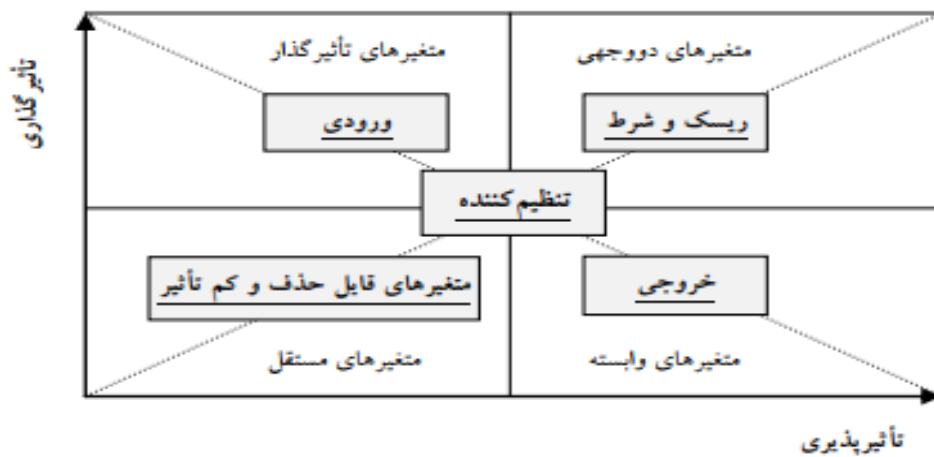 متغیرهای دووجهی
متغیرهای تأثیرگذار
تأثیرگذاری
ریسک و شرط
ورودی
تنظیم‌کننده
خروجی
متغیرهای قایل حذف و کم تأثیر
متغیرهای وابسته
متغیرهای مستقل
تأثیرپذیری